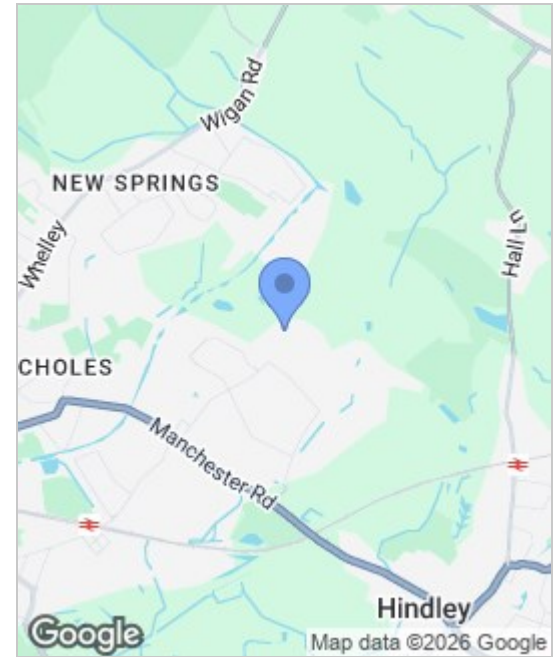 Wigan Rd
NEW SPRINGS
Whelley
Hall Ln
CHOLES
Manchester Rd
Hindley
Google
Map data ©2026 Google